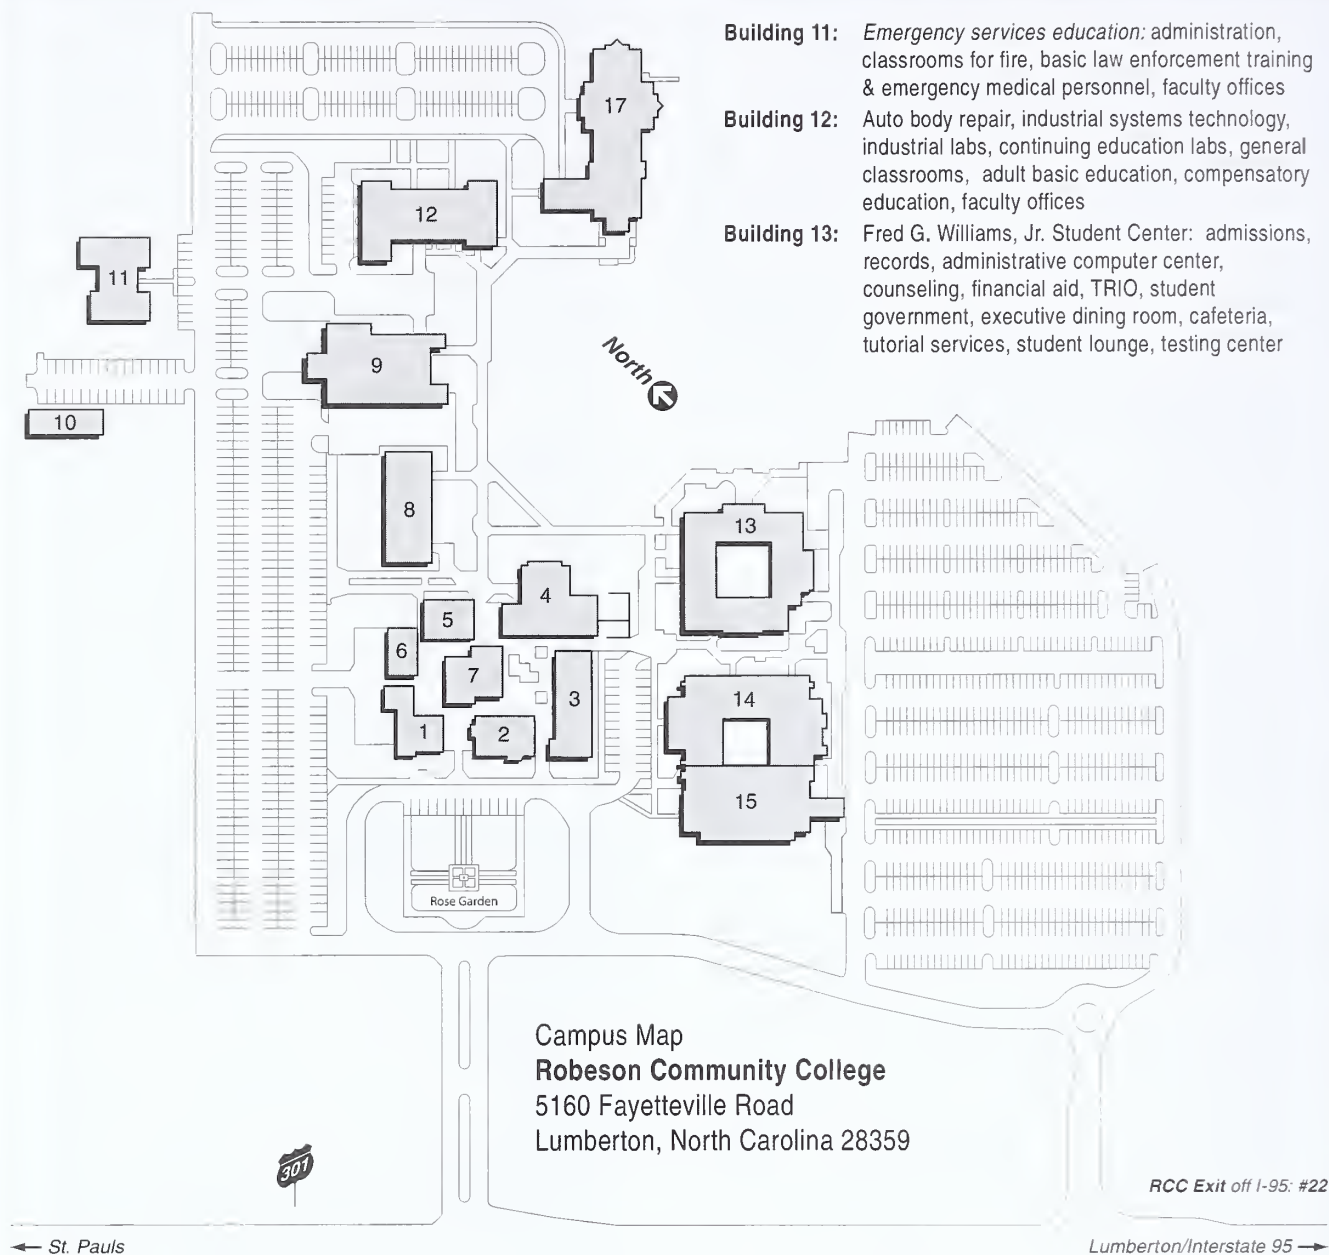 Building 11: Emergency services education: administration,
classrooms for fire, basic law enforcement training
& emergency medical personnel, faculty offices
Building 12: Auto body repair, industrial systems technology,
industrial labs, continuing education labs, general
classrooms, adult basic education, compensatory
education, faculty offices
Building 13: Fred G. Williams, Jr. Student Center: admissions,
records, administrative computer center,
counseling, financial aid, TRIO, student
government, executive dining room, cafeteria,
tutorial services, student lounge, testing center
17
12
11
9
North
10
8
13
4
5
6
7
3
14
1
2
15
Rose Garden
Campus Map
Robeson Community College
5160 Fayetteville Road
Lumberton, North Carolina 28359
301
RCC Exit off I-95: #22
← St. Pauls
Lumberton/Interstate 95 →